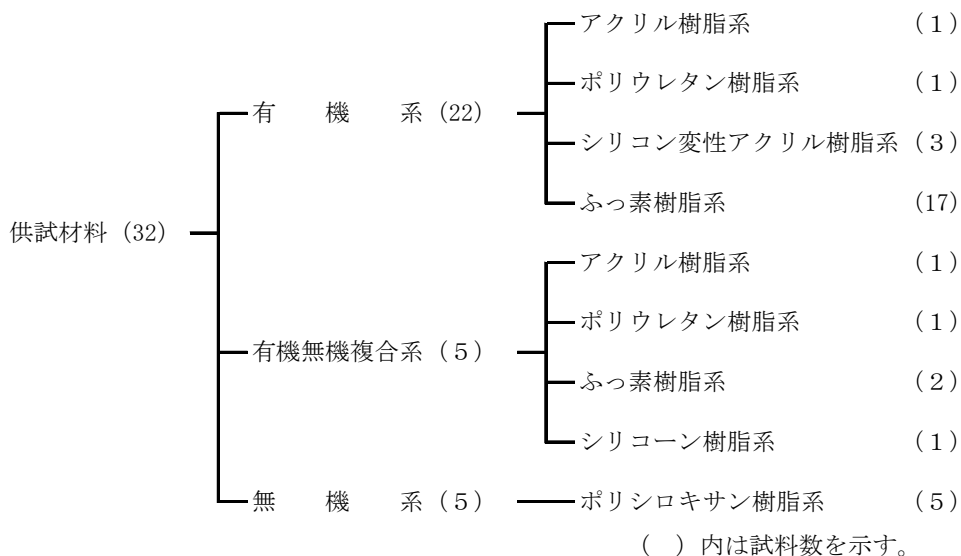 アクリル樹脂系 (1)
ポリウレタン樹脂系 (1)
有機系 (22)
シリコン変性アクリル樹脂系 (3)
ふっ素樹脂系 (17)
供試材料 (32)
アクリル樹脂系 (1)
ポリウレタン樹脂系 (1)
有機無機複合系 (5)
ふっ素樹脂系 (2)
シリコーン樹脂系 (1)
無機系 (5) ポリシロキサン樹脂系 (5)
( )内は試料数を示す。